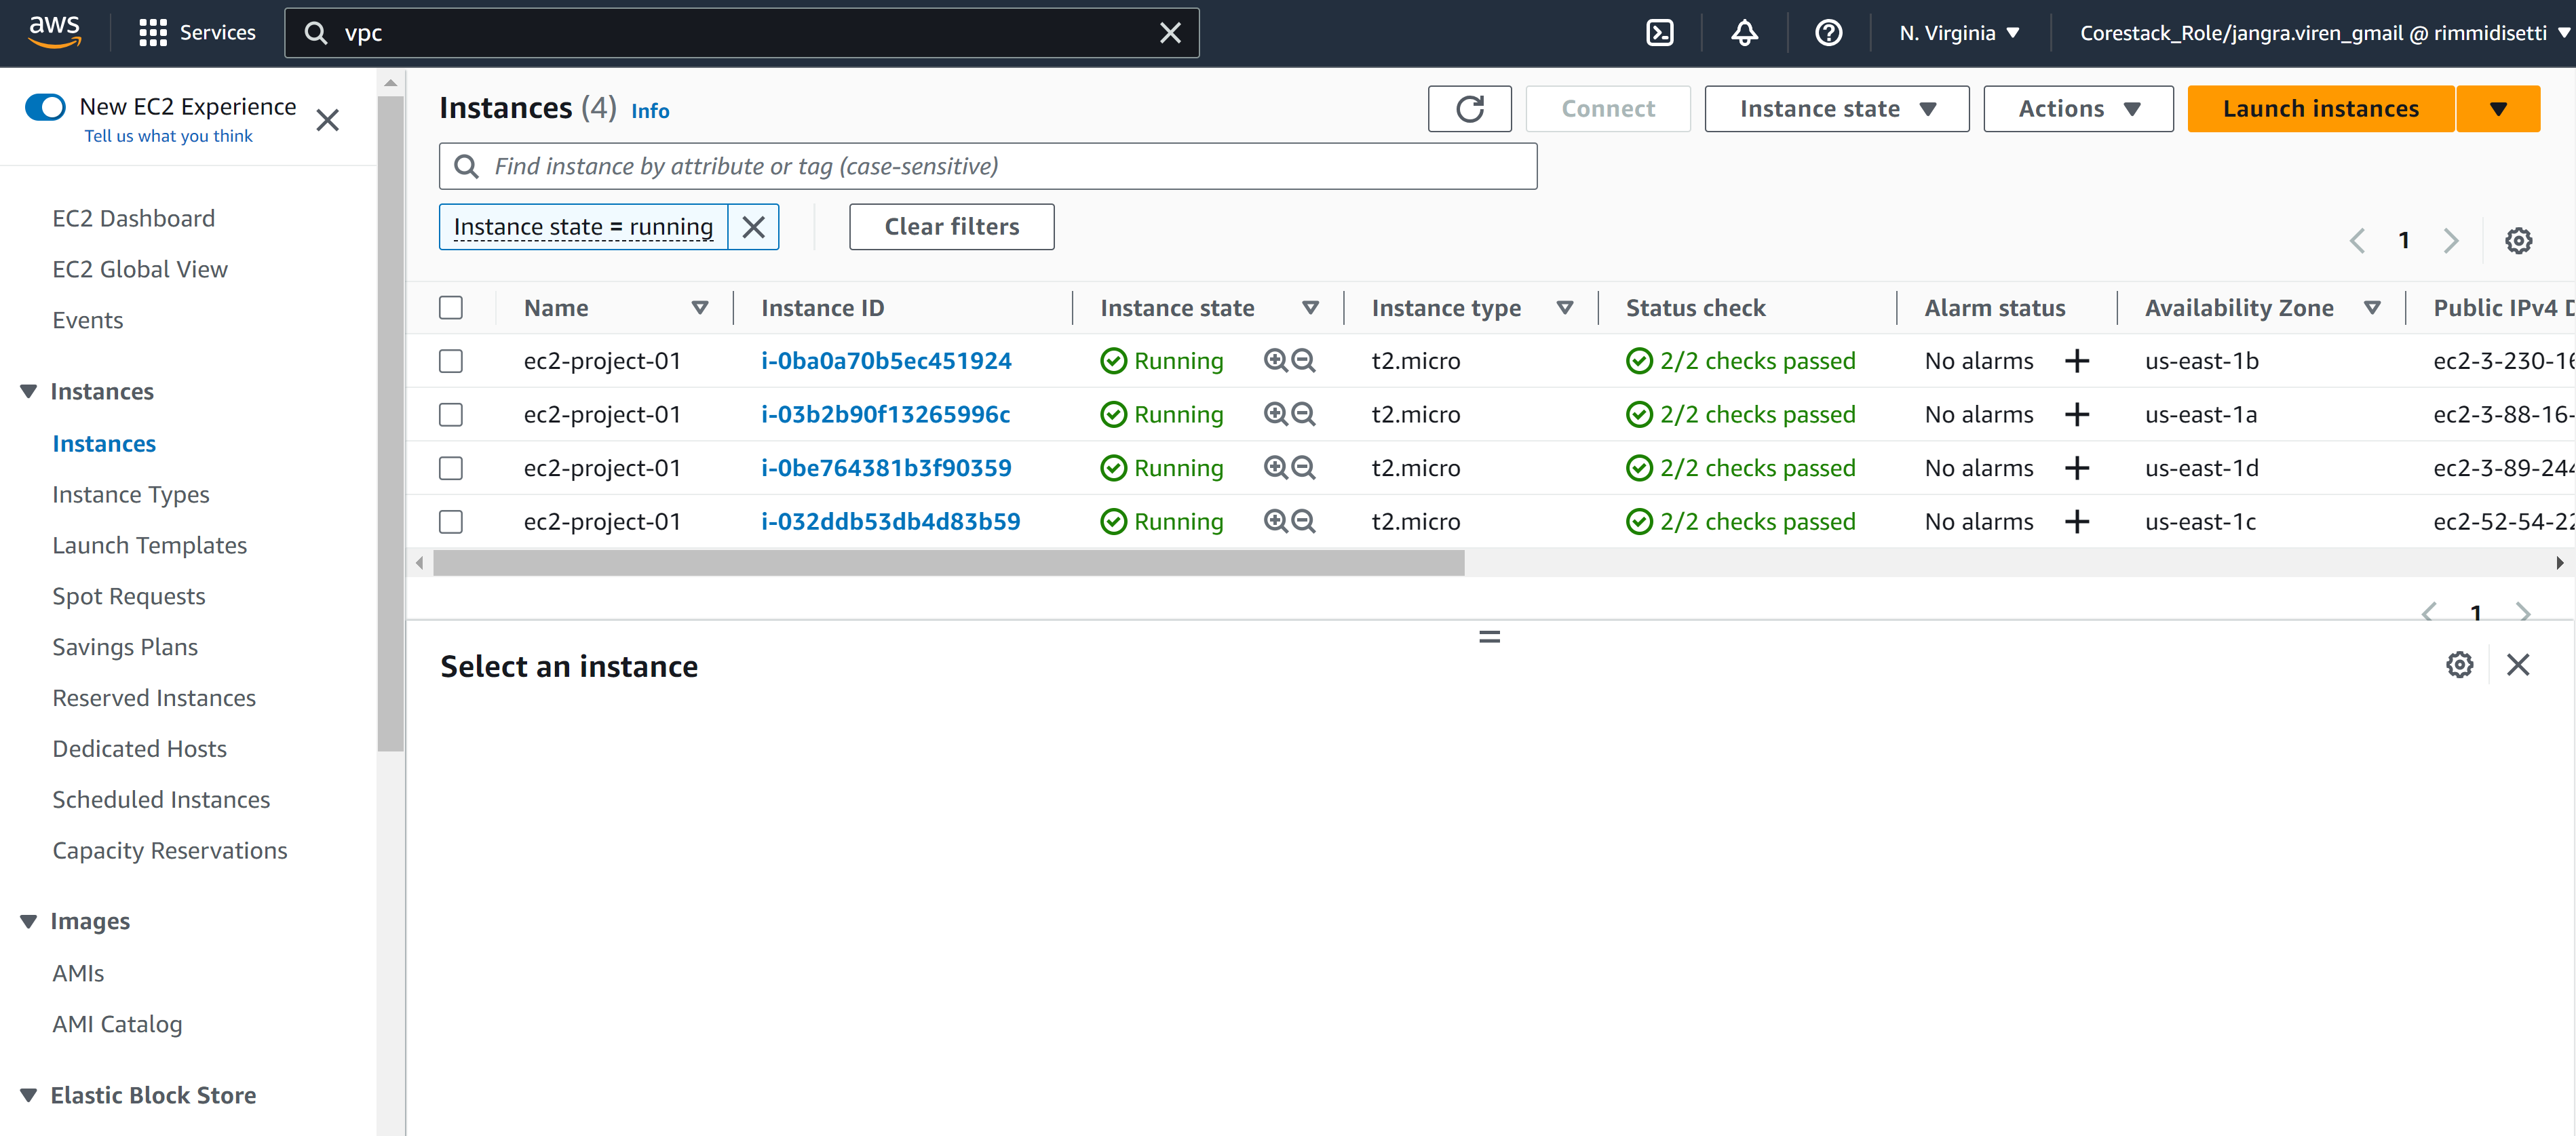 aws
Services
vpc
N. Virginia
Corestack_Role/jangra.viren_gmail @ rimmidisetti
New EC2 Experience
Tell us what you think
EC2 Dashboard
EC2 Global View
Events
Instances
Instances
Instance Types
Launch Templates
Spot Requests
Savings Plans
Reserved Instances
Dedicated Hosts
Scheduled Instances
Capacity Reservations
Images
AMIs
AMI Catalog
Elastic Block Store
Instances (4) Info
Connect
Instance state
Actions
Launch instances
Find instance by attribute or tag (case-sensitive)
Instance state = running
Clear filters
1
Name Instance ID Instance state Instance type Status check Alarm status Availability Zone Public IPv4 D
ec2-project-01 i-0ba0a70b5ec451924 Running t2.micro 2/2 checks passed No alarms us-east-1b ec2-3-230-16
ec2-project-01 i-03b2b90f13265996c Running t2.micro 2/2 checks passed No alarms us-east-1a ec2-3-88-16-
ec2-project-01 i-0be764381b3f90359 Running t2.micro 2/2 checks passed No alarms us-east-1d ec2-3-89-244
ec2-project-01 i-032ddb53db4d83b59 Running t2.micro 2/2 checks passed No alarms us-east-1c ec2-52-54-22
1
Select an instance